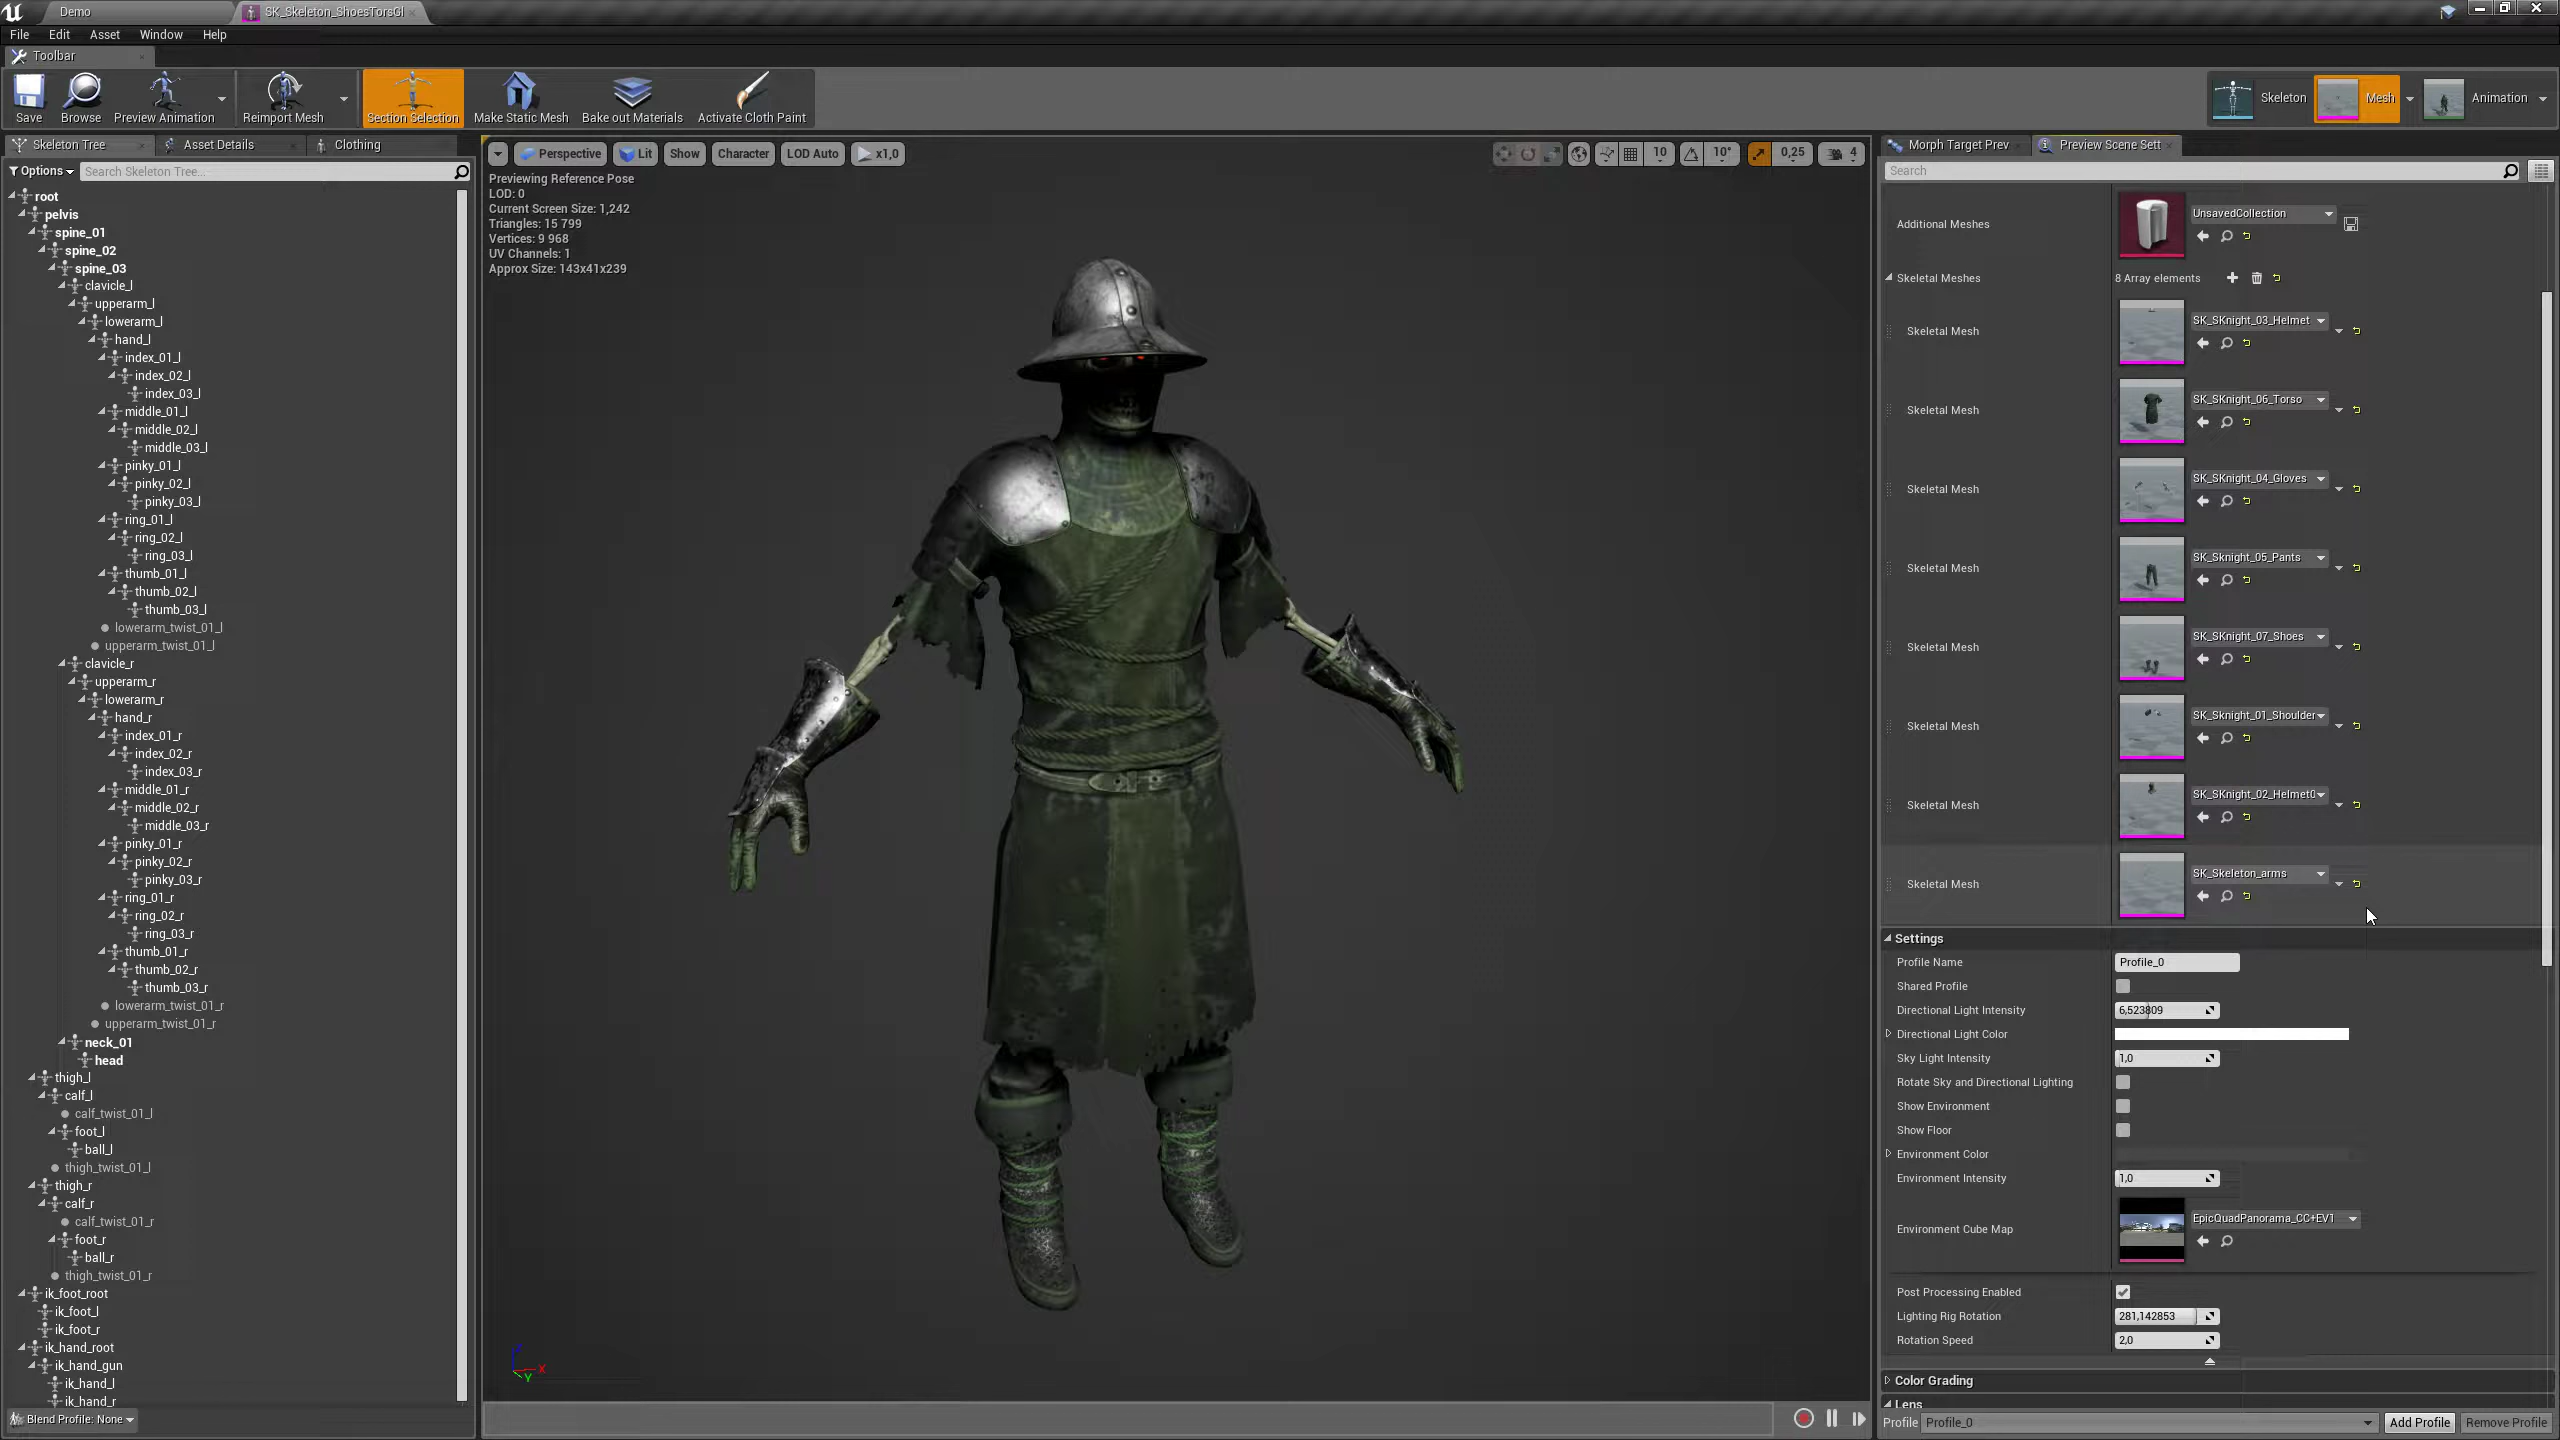 Demo
SK_Skeleton_ShoesTorsGl
File Edit Asset Window Help
Toolbar
Save
Browse
Preview Animation
Reimport Mesh
Section Selection
Make Static Mesh
Bake out Materials
Activate Cloth Paint
Skeleton
Mesh
Animation
Skeleton Tree
Asset Details
Clothing
Options
Search Skeleton Tree...
root
pelvis
spine_01
spine_02
spine_03
clavicle_l
upperarm_l
lowerarm_l
hand_l
index_01_l
index_02_l
index_03_l
middle_01_l
middle_02_l
middle_03_l
pinky_01_l
pinky_02_l
pinky_03_l
ring_01_l
ring_02_l
ring_03_l
thumb_01_l
thumb_02_l
thumb_03_l
lowerarm_twist_01_l
upperarm_twist_01_l
clavicle_r
upperarm_r
lowerarm_r
hand_r
index_01_r
index_02_r
index_03_r
middle_01_r
middle_02_r
middle_03_r
pinky_01_r
pinky_02_r
pinky_03_r
ring_01_r
ring_02_r
ring_03_r
thumb_01_r
thumb_02_r
thumb_03_r
lowerarm_twist_01_r
upperarm_twist_01_r
neck_01
head
thigh_l
calf_l
calf_twist_01_l
foot_l
ball_l
thigh_twist_01_l
thigh_r
calf_r
calf_twist_01_r
foot_r
ball_r
thigh_twist_01_r
ik_foot_root
ik_foot_l
ik_foot_r
ik_hand_root
ik_hand_gun
ik_hand_l
ik_hand_r
Blend Profile: None
Perspective Lit Show Character LOD Auto x1,0
10 10° 0,25 4
Previewing Reference Pose
LOD: 0
Current Screen Size: 1,242
Triangles: 15 799
Vertices: 9 968
UV Channels: 1
Approx Size: 143x41x239
X
Y
Morph Target Prev
Preview Scene Sett
Search
Additional Meshes UnsavedCollection
Skeletal Meshes 8 Array elements
Skeletal Mesh SK_SKnight_03_Helmet
Skeletal Mesh SK_SKnight_06_Torso
Skeletal Mesh SK_SKnight_04_Gloves
Skeletal Mesh SK_Sknight_05_Pants
Skeletal Mesh SK_SKnight_07_Shoes
Skeletal Mesh SK_Sknight_01_Shoulder
Skeletal Mesh SK_SKnight_02_Helmet0
Skeletal Mesh SK_Skeleton_arms
Settings
Profile Name Profile_0
Shared Profile
Directional Light Intensity 6,523809
Directional Light Color
Sky Light Intensity 1,0
Rotate Sky and Directional Lighting
Show Environment
Show Floor
Environment Color
Environment Intensity 1,0
Environment Cube Map EpicQuadPanorama_CC+EV1
Post Processing Enabled
Lighting Rig Rotation 281,142853
Rotation Speed 2,0
Color Grading
Lens
Profile Profile_0 Add Profile Remove Profile